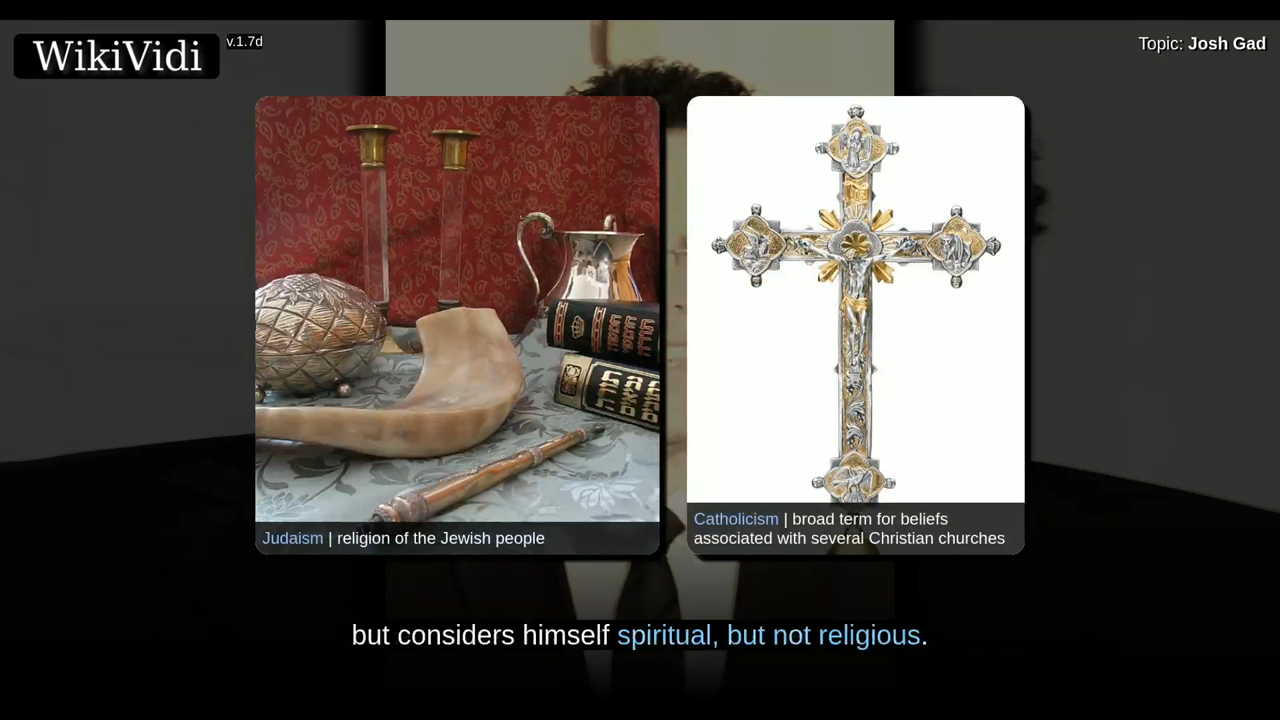 WikiVidi
v.1.7d
Topic: Josh Gad
Judaism | religion of the Jewish people
Catholicism | broad term for beliefs
associated with several Christian churches
but considers himself spiritual, but not religious.